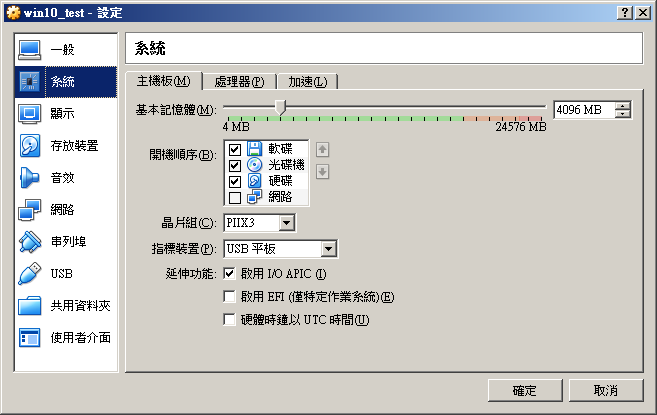 win10_test - 設定
一般
系統
顯示
存放裝置
音效
網路
串列埠
USB
共用資料夾
使用者介面
系統
主機板(M) 處理器(P) 加速(L)
基本記憶體(M): 4096 MB
4 MB 24576 MB
開機順序(B): 軟碟
光碟機
硬碟
網路
晶片組(C): PIIX3
指標裝置(P): USB 平板
延伸功能: 啟用 I/O APIC (I)
啟用 EFI (僅特定作業系統)(E)
硬體時鐘以 UTC 時間(U)
確定 取消